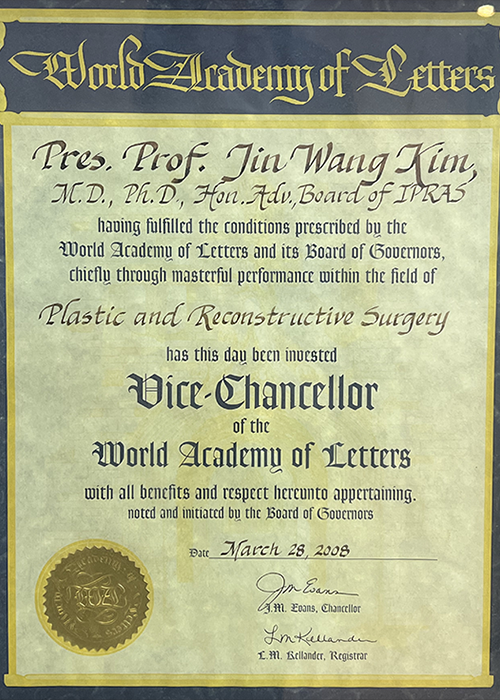 World Academy of Letters
Pres. Prof. Jin Wang Kim,
M.D., Ph.D., Hon. Adv., Board of IPRAS
having fulfilled the conditions prescribed by the
World Academy of Letters and its Board of Governors,
chiefly through masterful performance within the field of
Plastic and Reconstructive Surgery
has this day been invested
Vice-Chancellor
of the
World Academy of Letters
with all benefits and respect hereunto appertaining.
noted and initiated by the Board of Governors
Date March 28, 2008
JM Evans
J.M. Evans, Chancellor
LM Kellander
L.M. Kellander, Registrar